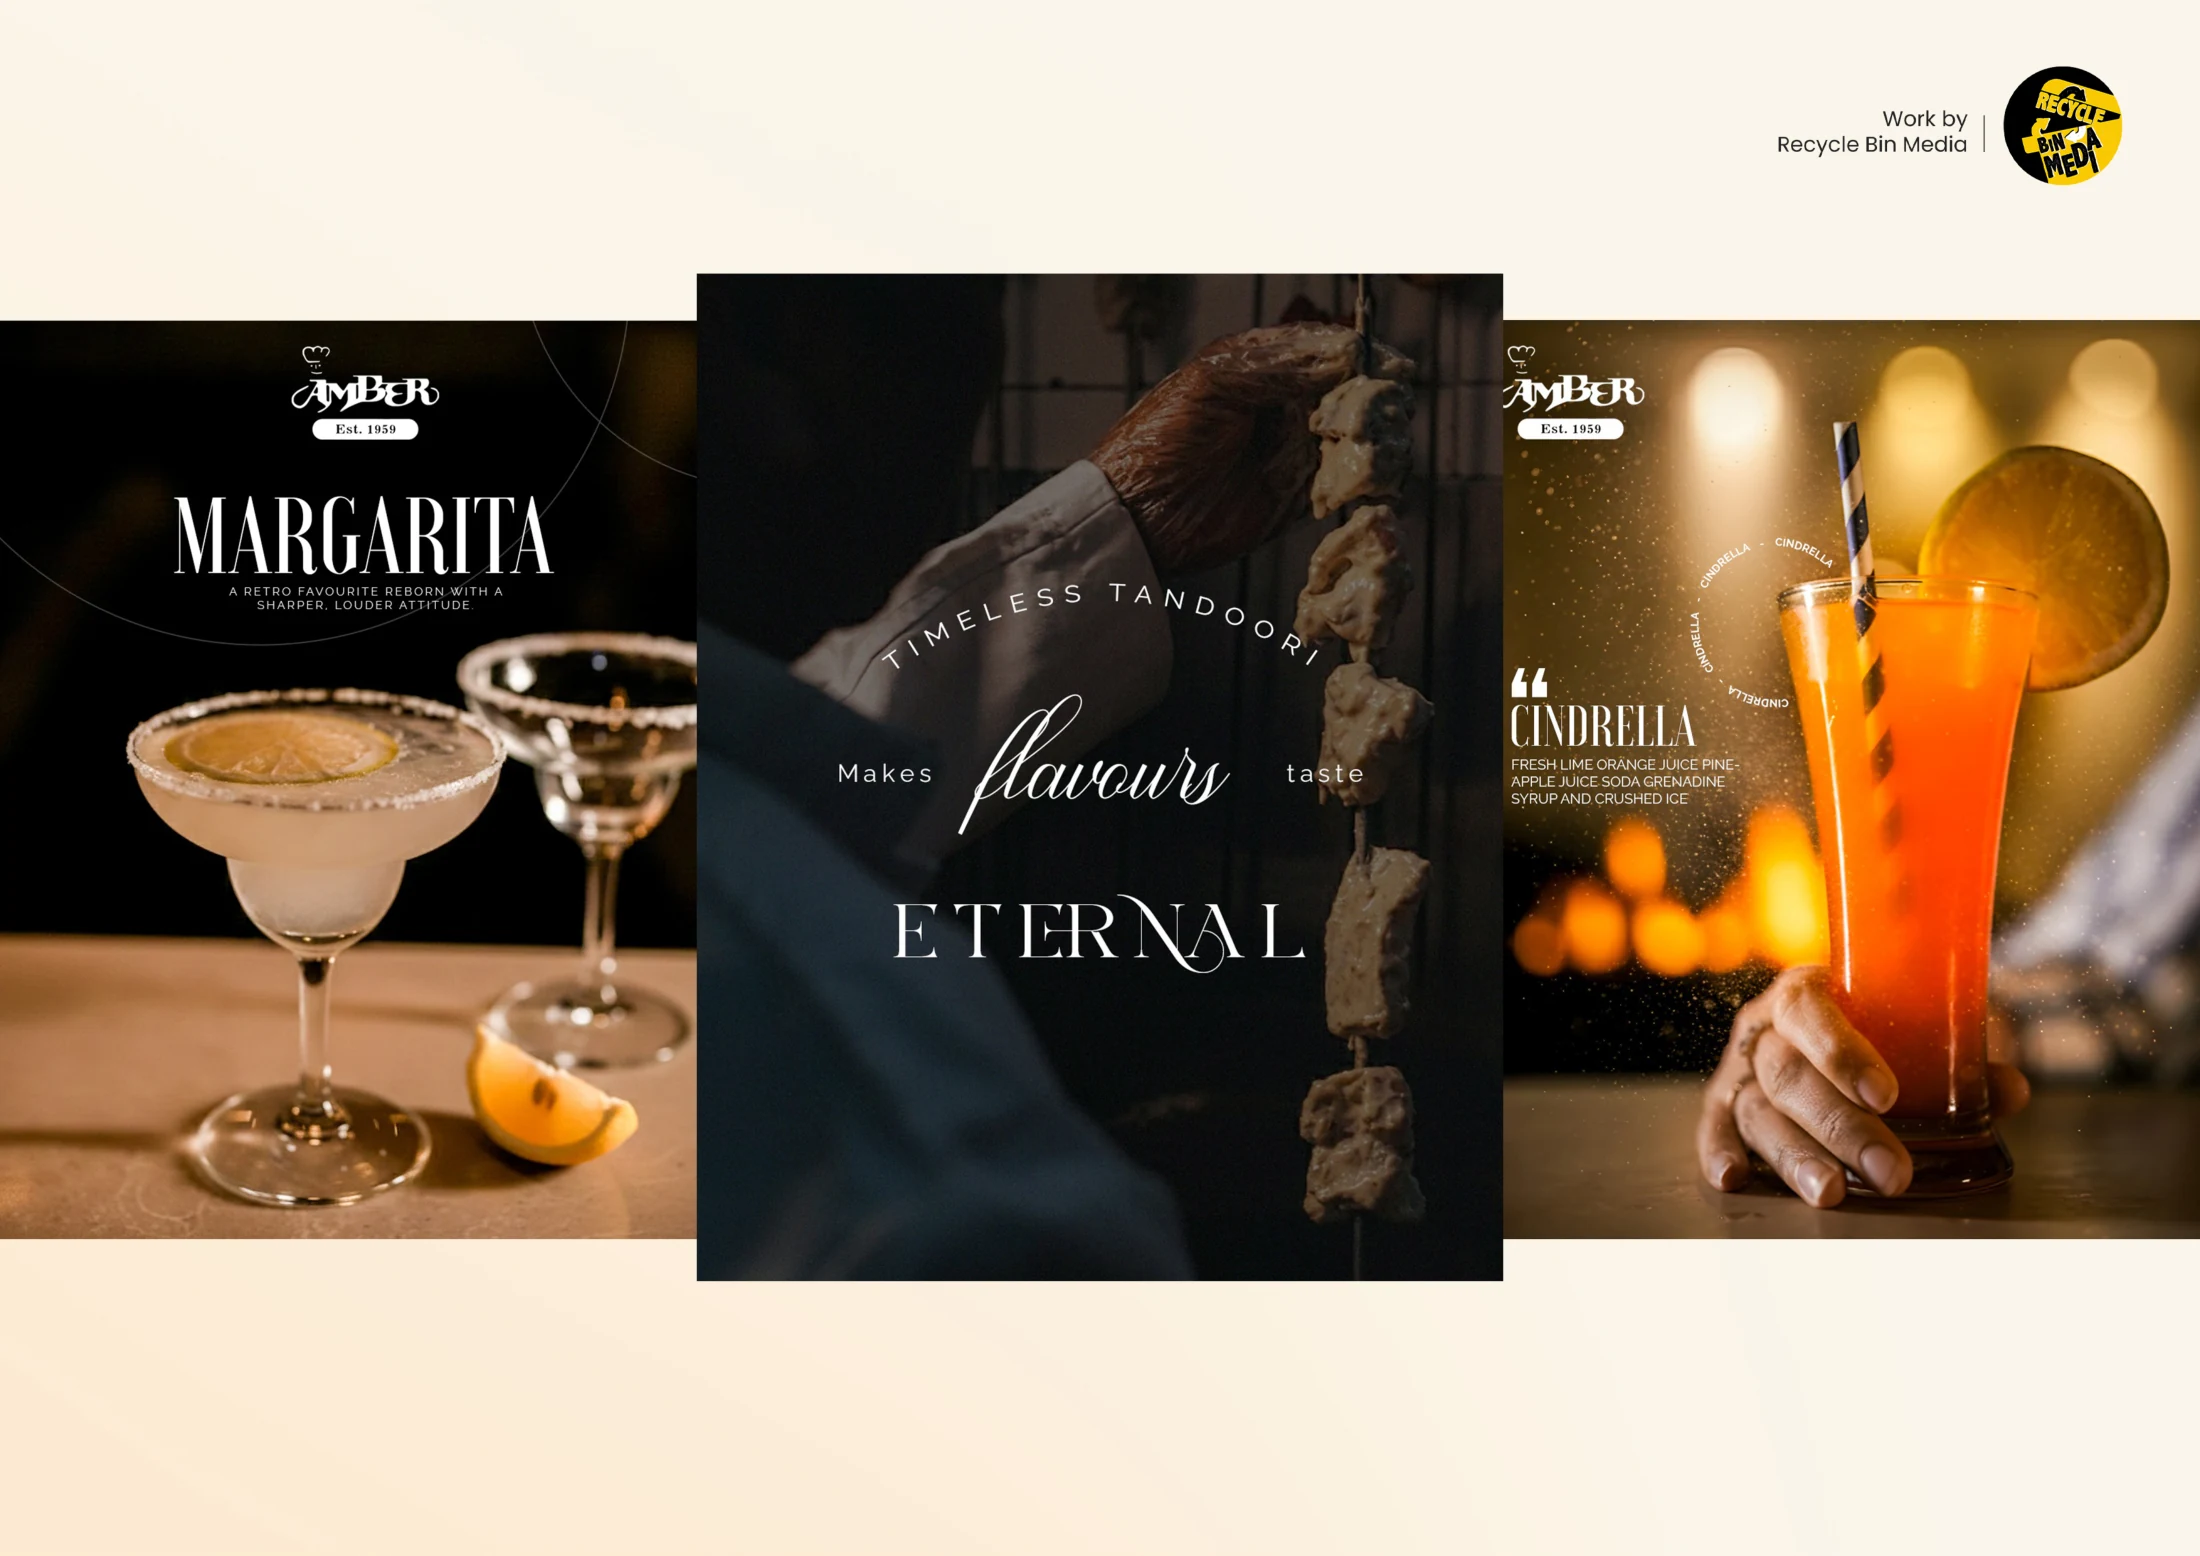 Work by
Recycle Bin Media
RECYCLE
BIN
MEDIA
AMBER
Est. 1959
MARGARITA
A RETRO FAVOURITE REBORN WITH A
SHARPER, LOUDER ATTITUDE.
TIMELESS TANDOORI
Makes flavours taste
ETERNAL
AMBER
Est. 1959
CINDRELLA - CINDRELLA - CINDRELLA - CINDRELLA
❝
CINDRELLA
FRESH LIME ORANGE JUICE PINE-
APPLE JUICE SODA GRENADINE
SYRUP AND CRUSHED ICE